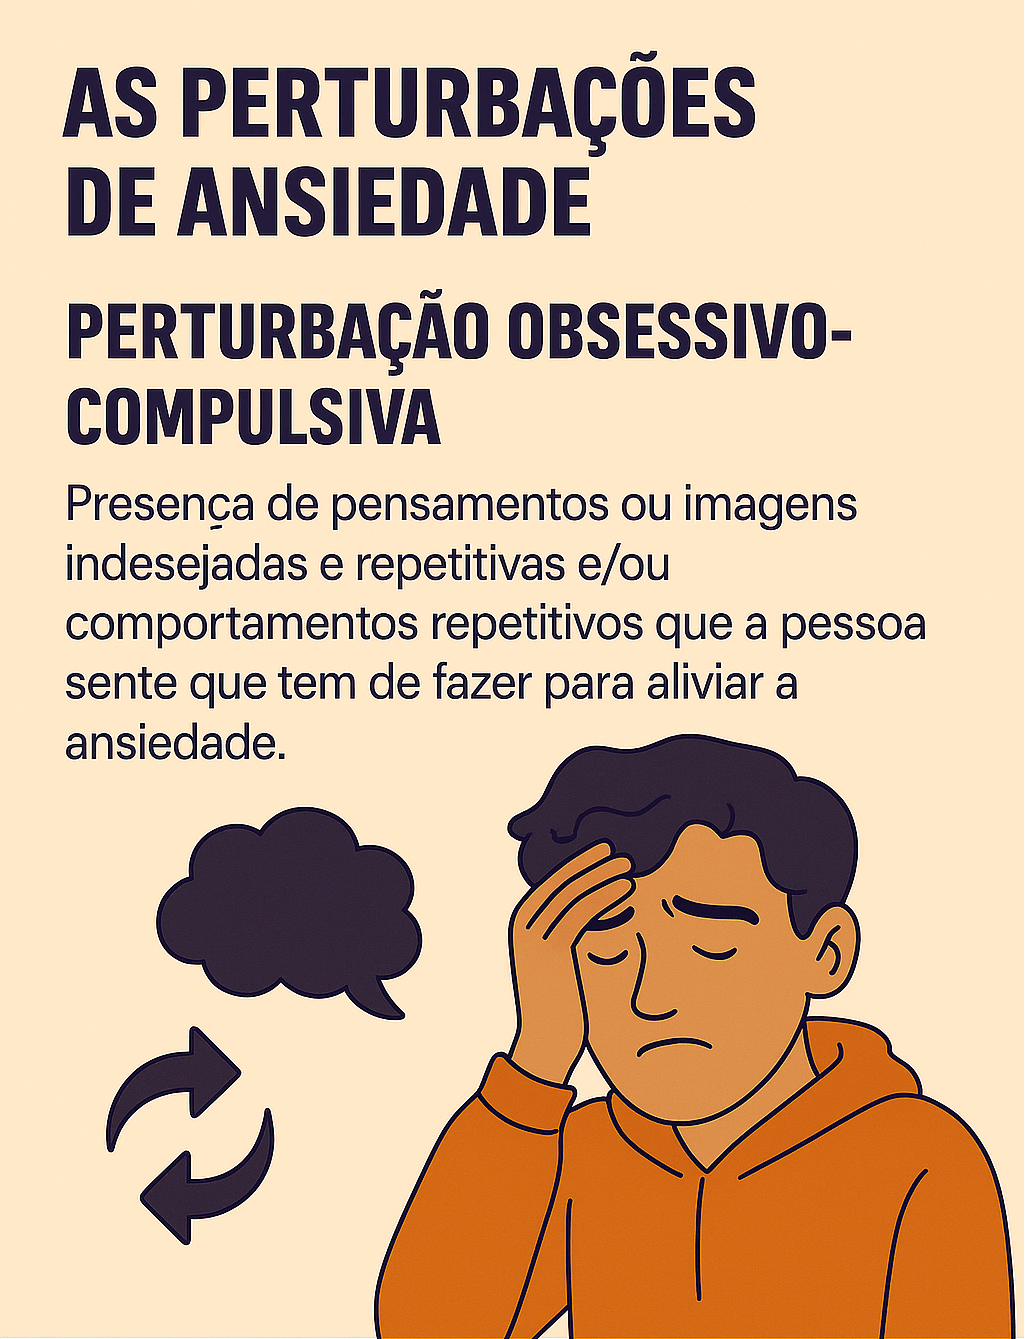 AS PERTURBAÇÕES
DE ANSIEDADE
PERTURBAÇÃO OBSESSIVO-
COMPULSIVA
Presença de pensamentos ou imagens
indesejadas e repetitivas e/ou
comportamentos repetitivos que a pessoa
sente que tem de fazer para aliviar a
ansiedade.